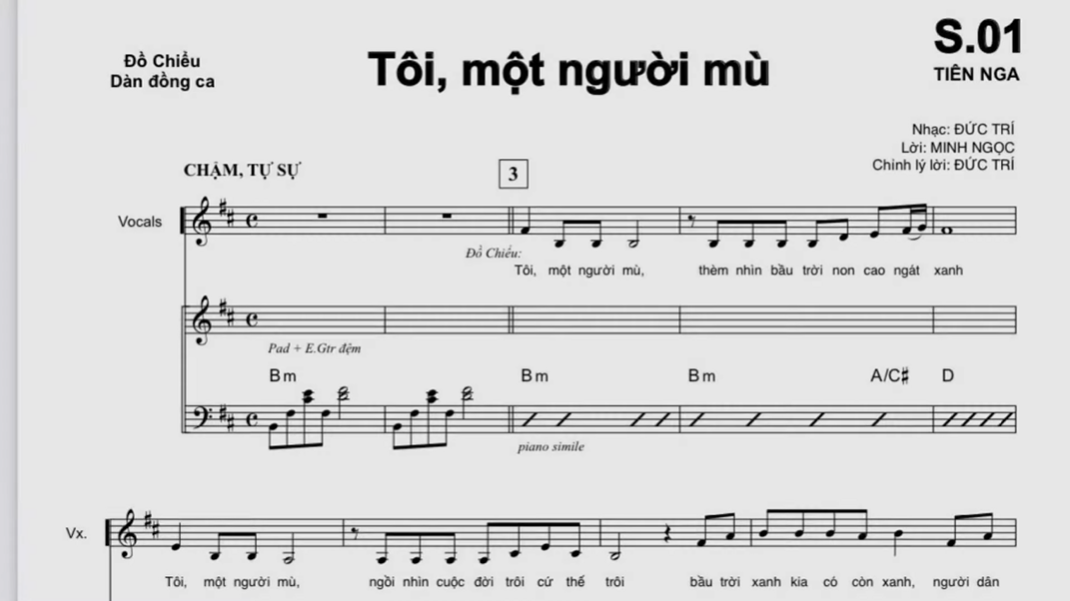 S.01
Đồ Chiểu
Dàn đồng ca
Tôi, một người mù
TIÊN NGA
Nhạc: ĐỨC TRÍ
Lời: MINH NGỌC
Chỉnh lý lời: ĐỨC TRÍ
CHẬM, TỰ SỰ
3
Vocals
Đồ Chiểu:
Tôi, một người mù, thèm nhìn bầu trời non cao ngát xanh
Pad + E.Gtr đệm
Bm Bm Bm A/C♯ D
piano simile
Vx.
Tôi, một người mù, ngồi nhìn cuộc đời trôi cứ thế trôi bầu trời xanh kia có còn xanh, người dân